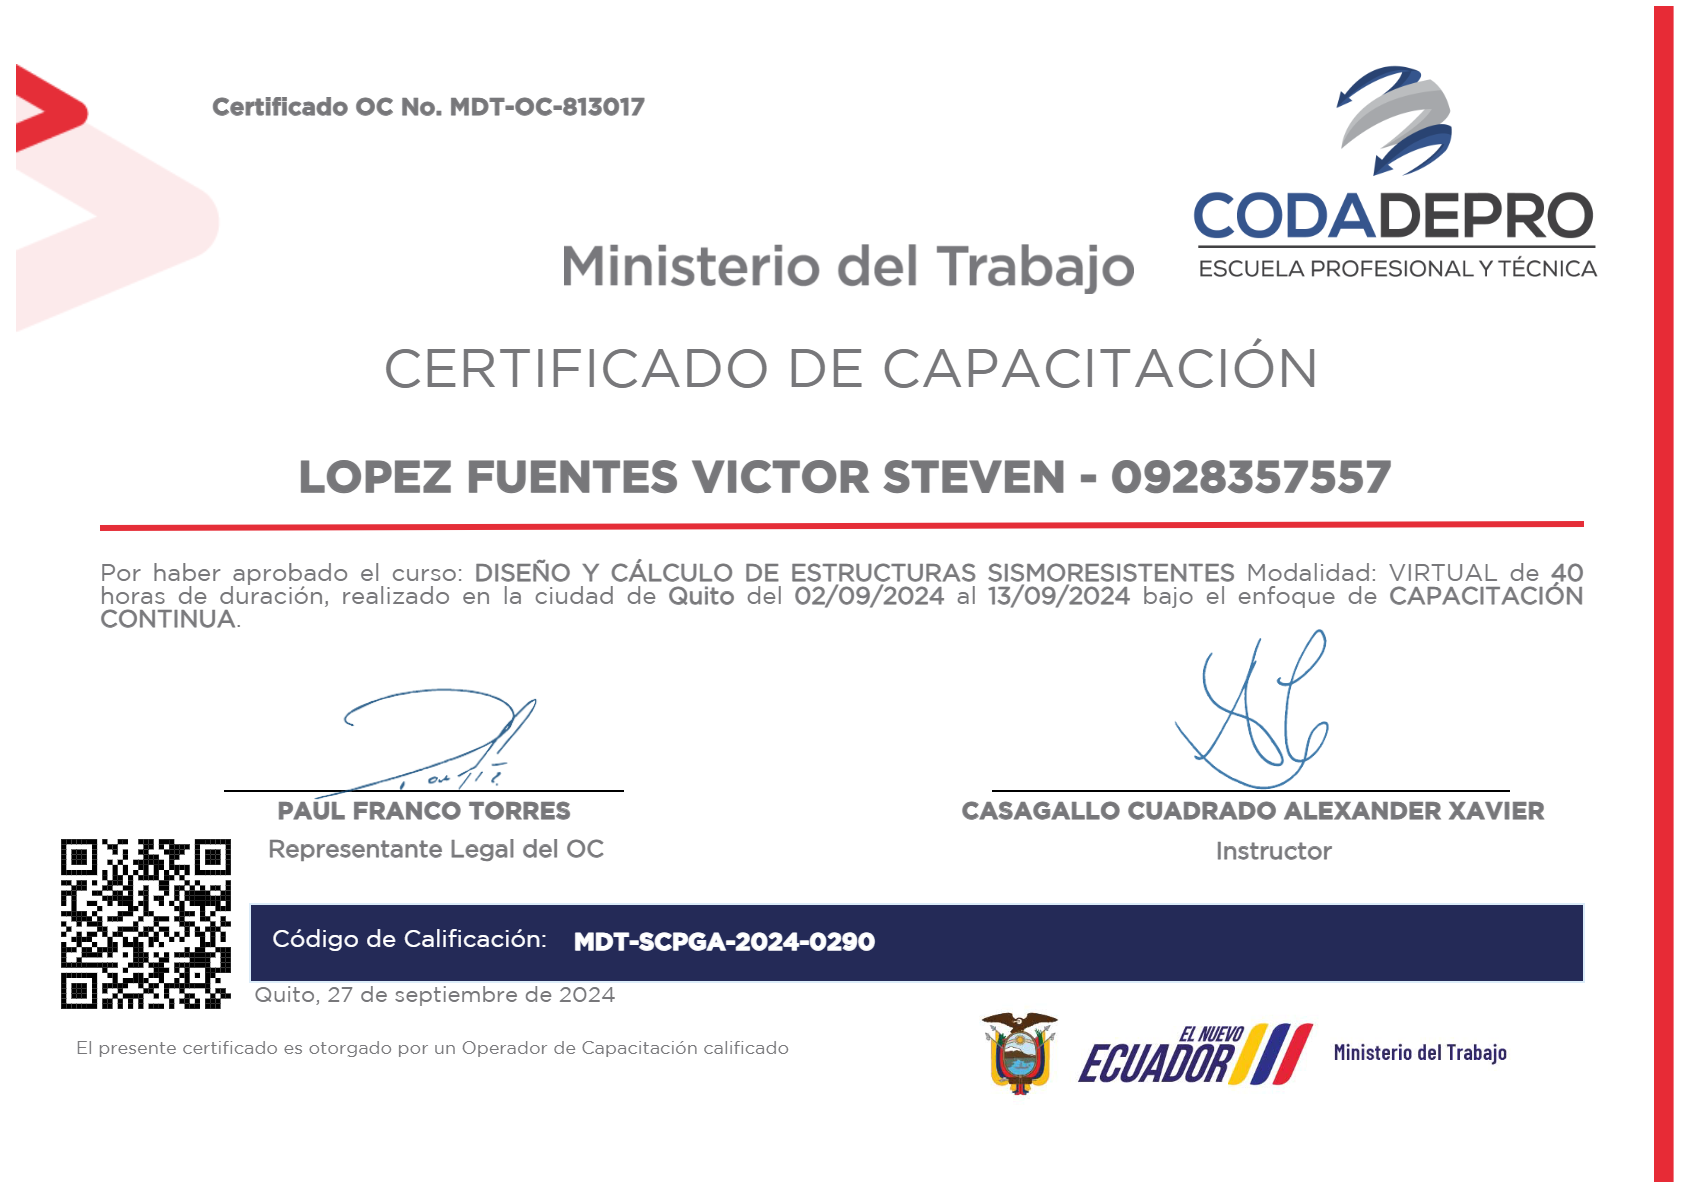 Certificado OC No. MDT-OC-813017
CODADEPRO
ESCUELA PROFESIONAL Y TÉCNICA
Ministerio del Trabajo
CERTIFICADO DE CAPACITACIÓN
LOPEZ FUENTES VICTOR STEVEN - 0928357557
Por haber aprobado el curso: DISEÑO Y CÁLCULO DE ESTRUCTURAS SISMORESISTENTES Modalidad: VIRTUAL de 40
horas de duración, realizado en la ciudad de Quito del 02/09/2024 al 13/09/2024 bajo el enfoque de CAPACITACIÓN
CONTINUA.
PAÚL FRANCO TORRES
Representante Legal del OC
CASAGALLO CUADRADO ALEXANDER XAVIER
Instructor
Código de Calificación: MDT-SCPGA-2024-0290
Quito, 27 de septiembre de 2024
El presente certificado es otorgado por un Operador de Capacitación calificado
EL NUEVO
ECUADOR
Ministerio del Trabajo